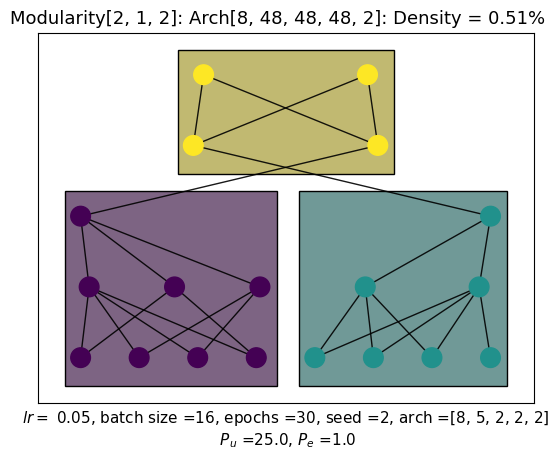 Modularity[2, 1, 2]: Arch[8, 48, 48, 48, 2]: Density = 0.51%
lr = 0.05, batch size =16, epochs =30, seed =2, arch =[8, 5, 2, 2, 2]
P_u =25.0, P_e =1.0